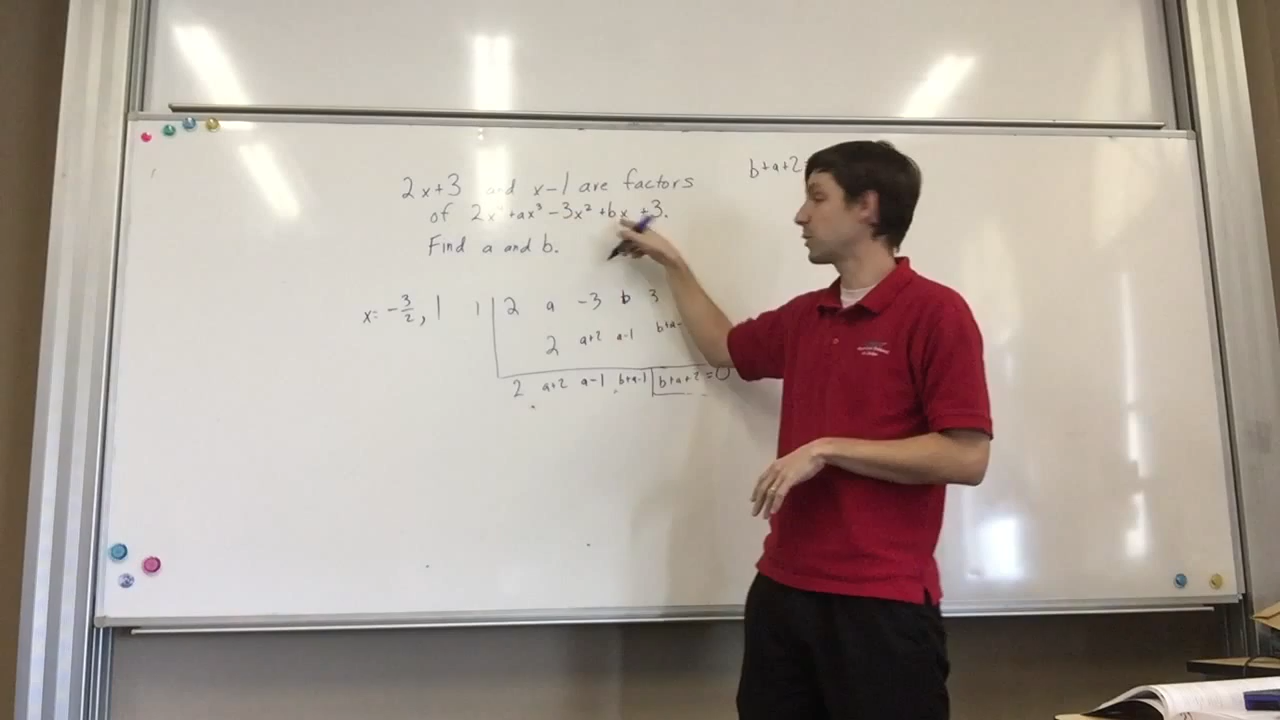 2x+3 and x-1 are factors
of 2x⁴+ax³-3x²+bx+3.
Find a and b.
b+a+2
x=-3/2, 1
1 2 a -3 b 3
2 a+2 a-1 b+a-
2 a+2 a-1 b+a-1 b+a+2=0